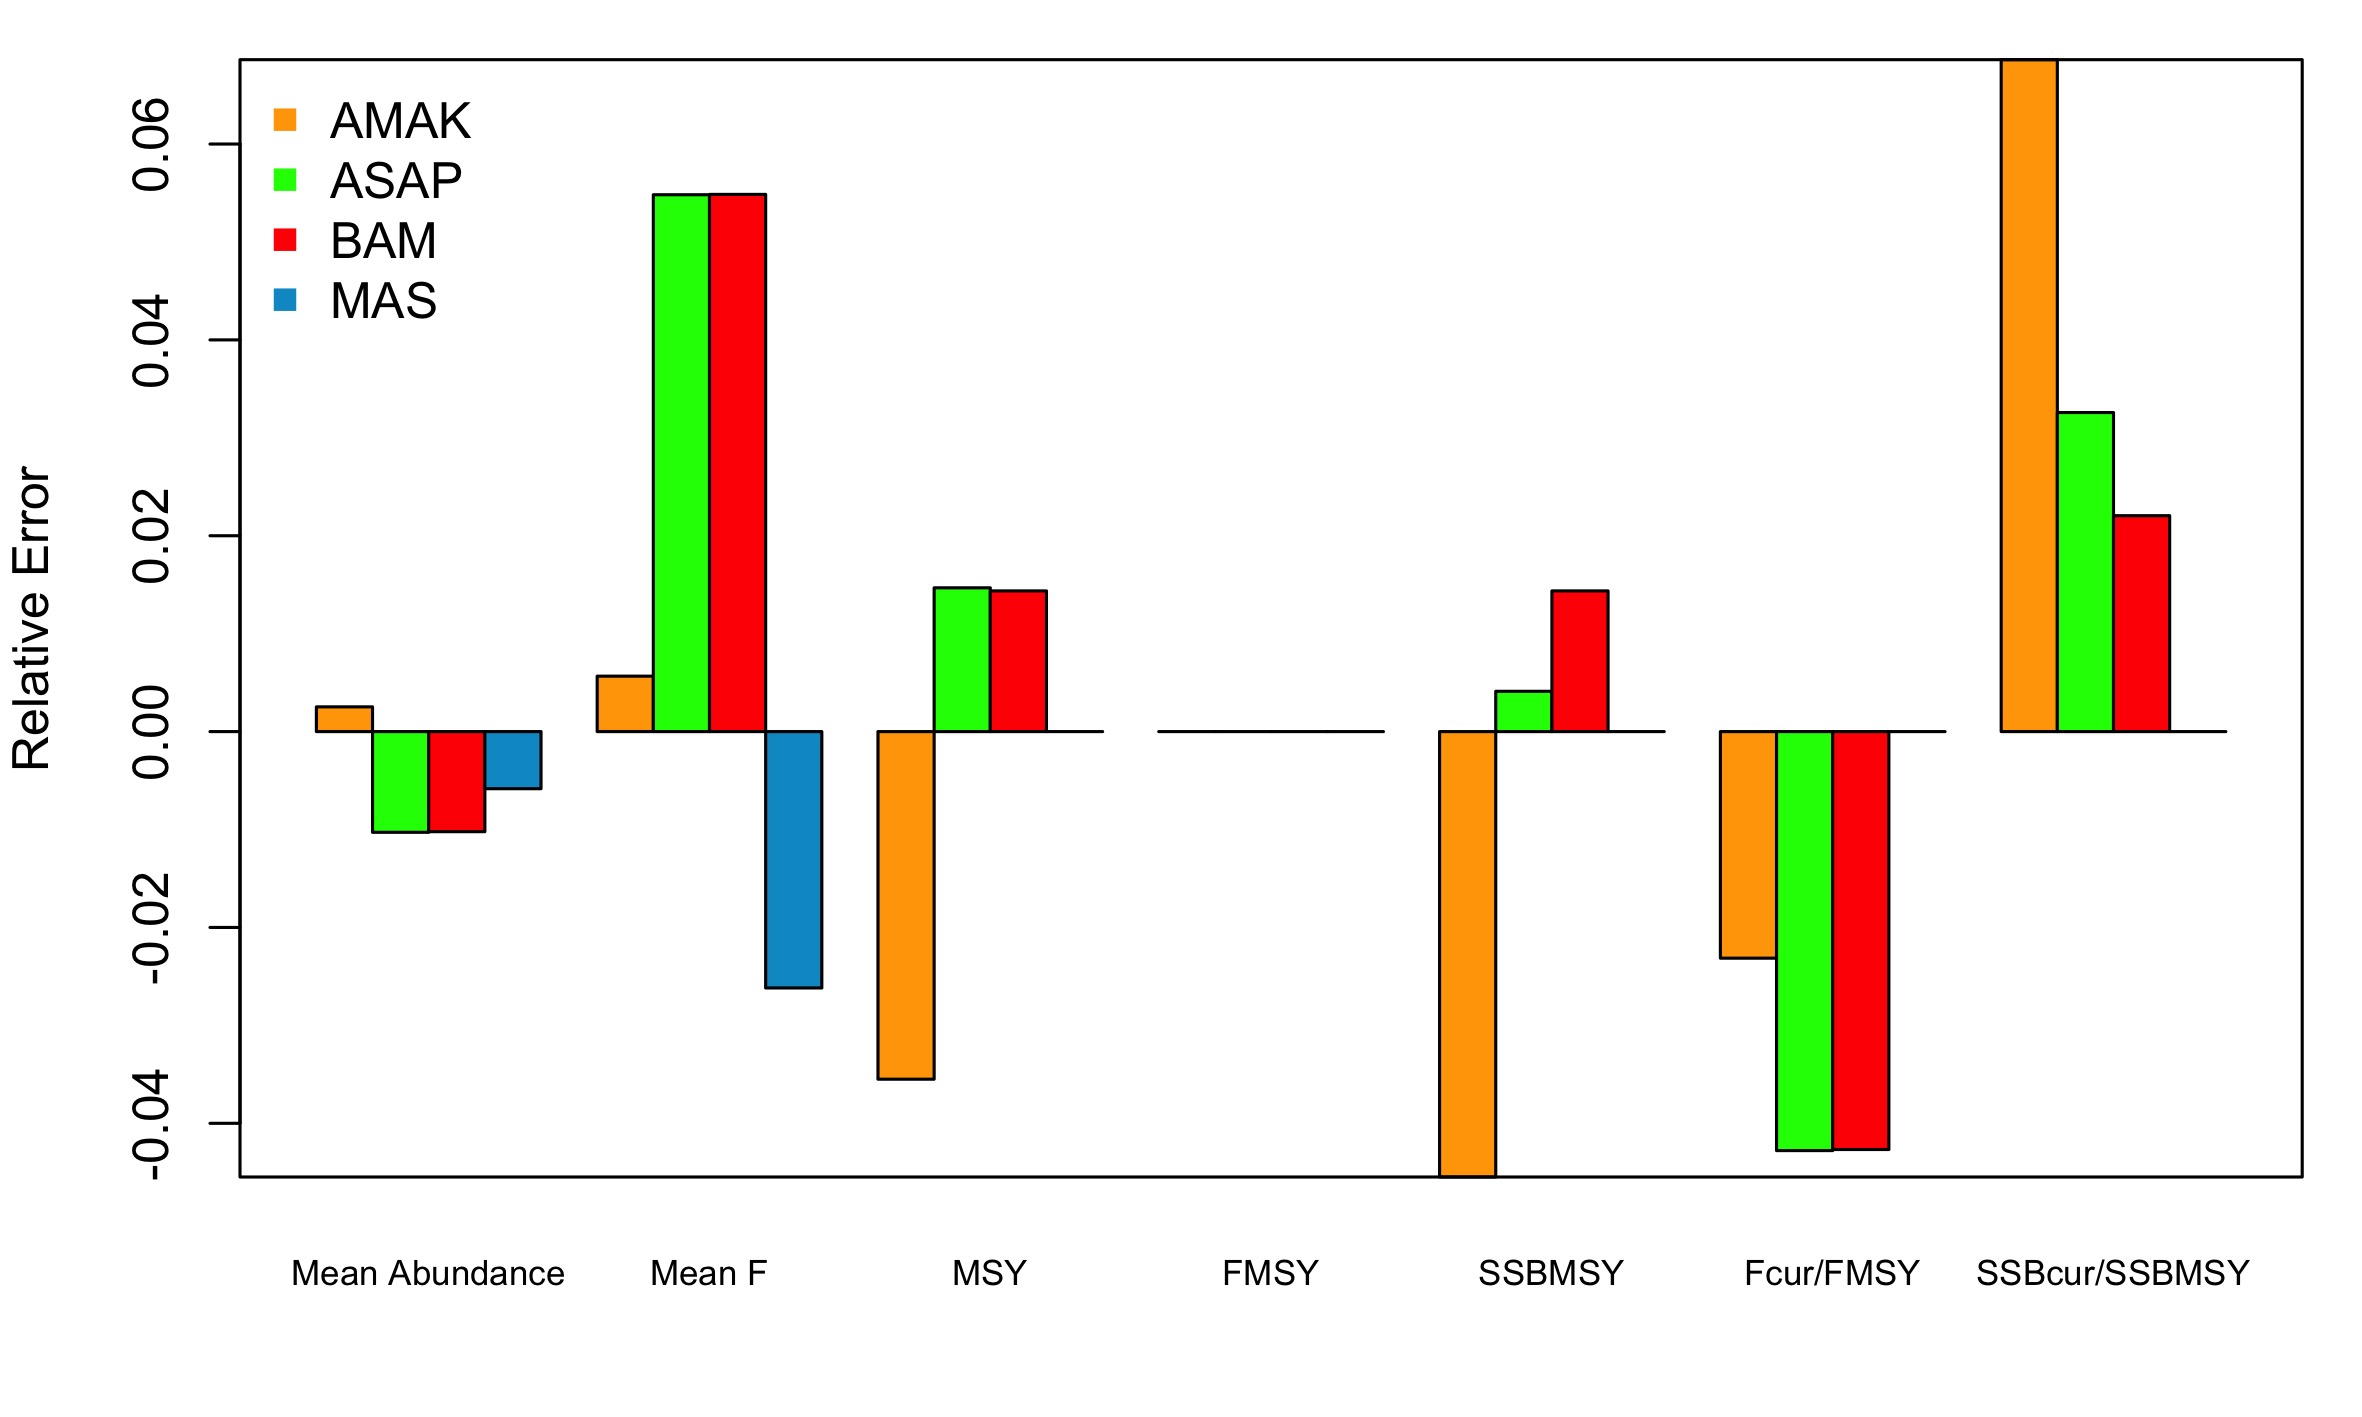 AMAK
ASAP
BAM
MAS
Relative Error
0.06
0.04
0.02
0.00
-0.02
-0.04
Mean Abundance Mean F MSY FMSY SSBMSY Fcur/FMSY SSBcur/SSBMSY